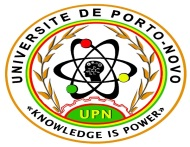 UNIVERSITE DE PORTO-NOVO
UPN
«KNOWLEDGE IS POWER»